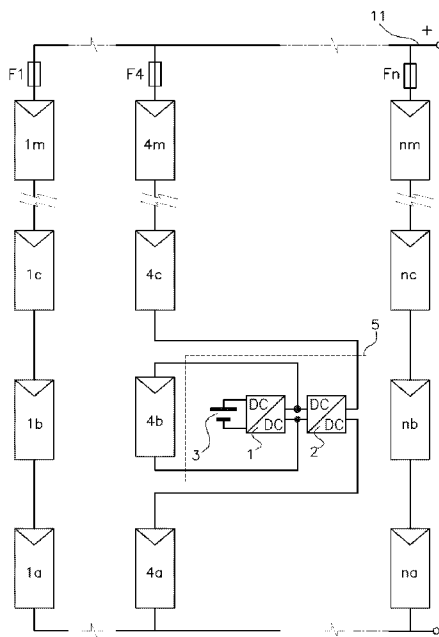 11 +
F1 F4 Fn
1m 4m nm
1c 4c nc
5
1b 4b DC DC DC DC nb
3 1 2
1a 4a na